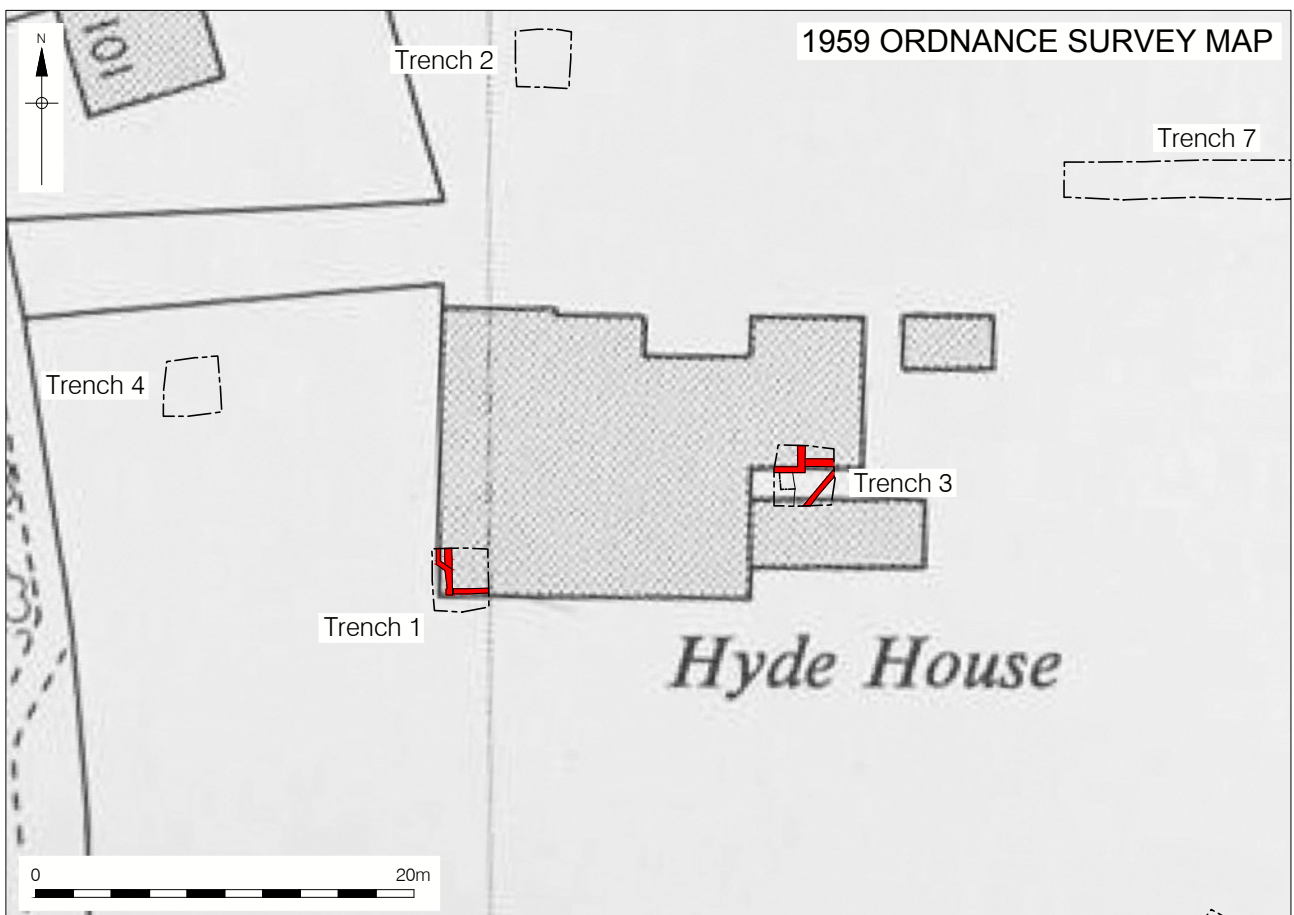 1959 ORDNANCE SURVEY MAP
N
101
Trench 2
Trench 7
Trench 4
Trench 3
Trench 1
Hyde House
0 20m